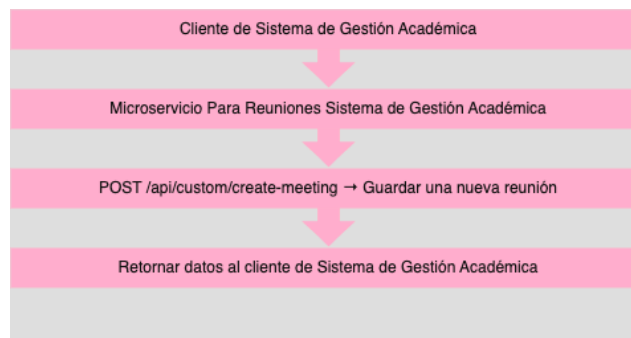 Cliente de Sistema de Gestión Académica
Microservicio Para Reuniones Sistema de Gestión Académica
POST /api/custom/create-meeting → Guardar una nueva reunión
Retornar datos al cliente de Sistema de Gestión Académica